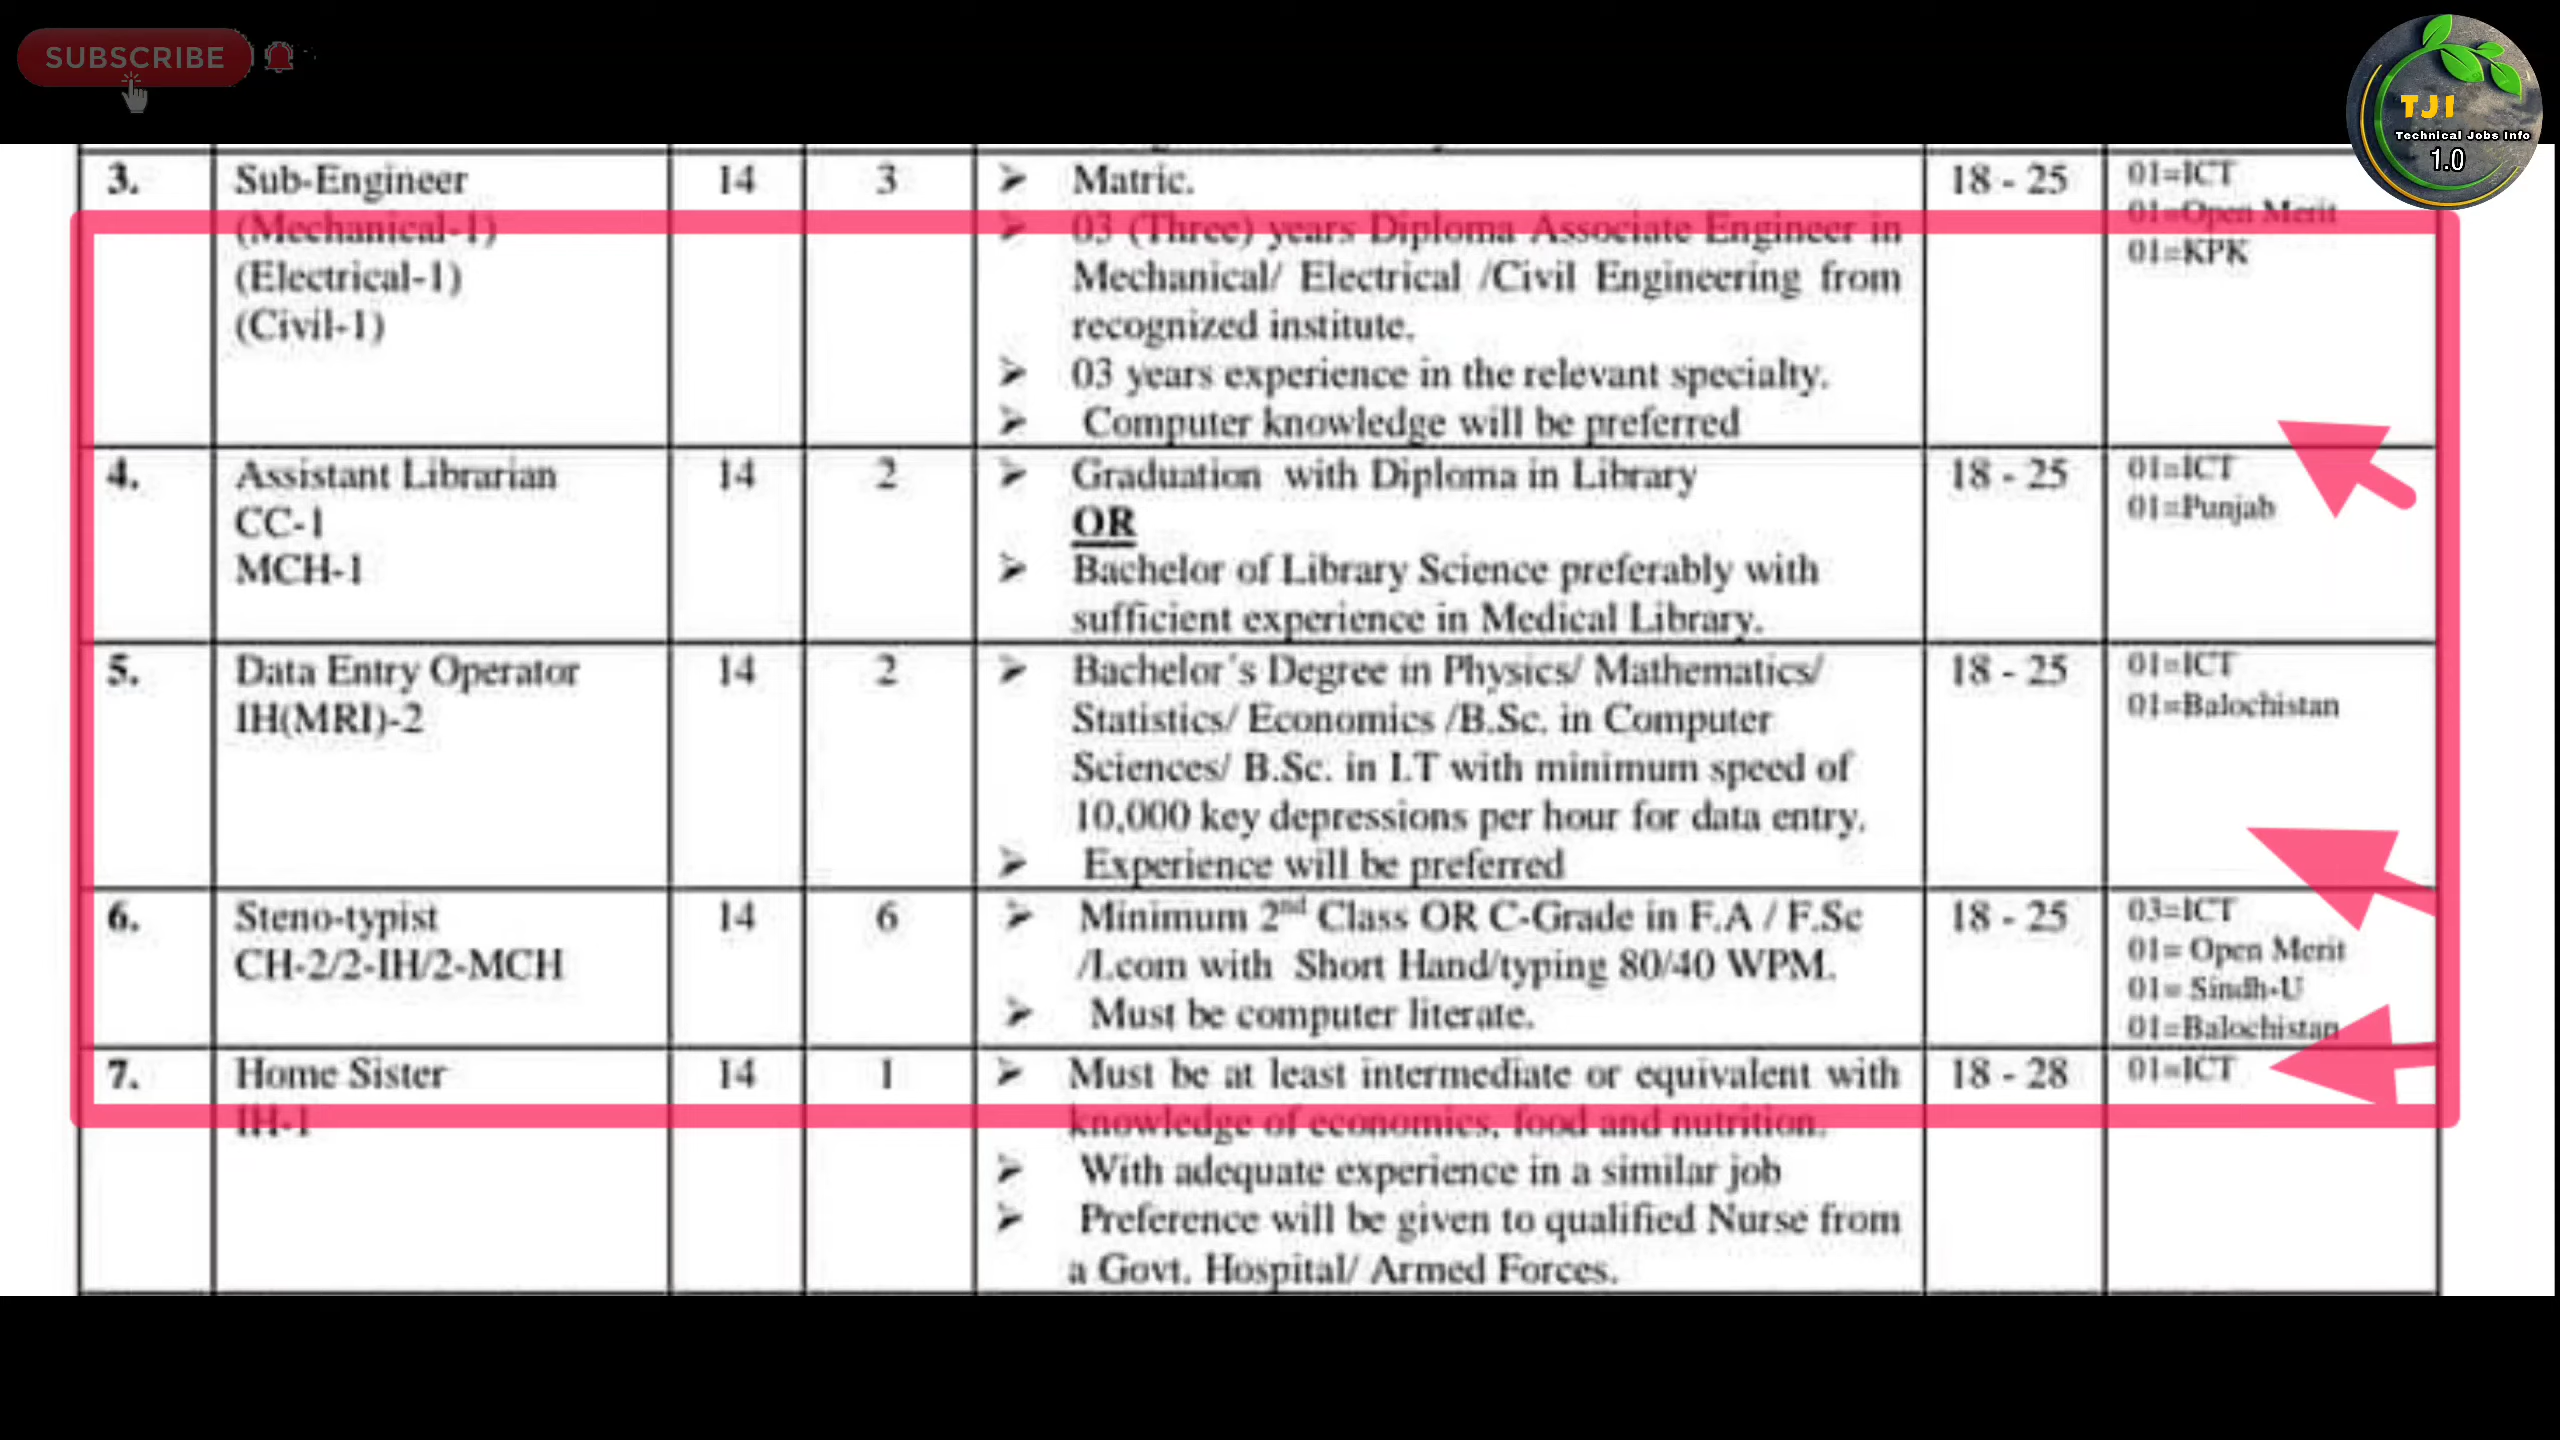 SUBSCRIBE
TJI
Technical Jobs Info
1.0
3. Sub-Engineer 14 3 ➢ Matric. 18 - 25 01=ICT
(Mechanical-1) ➢ 03 (Three) years Diploma Associate Engineer in 01=Open Merit
(Electrical-1) Mechanical/ Electrical /Civil Engineering from 01=KPK
(Civil-1) recognized institute.
➢ 03 years experience in the relevant specialty.
➢ Computer knowledge will be preferred
4. Assistant Librarian 14 2 ➢ Graduation with Diploma in Library 18 - 25 01=ICT
CC-1 OR 01=Punjab
MCH-1 ➢ Bachelor of Library Science preferably with
sufficient experience in Medical Library.
5. Data Entry Operator 14 2 ➢ Bachelor's Degree in Physics/ Mathematics/ 18 - 25 01=ICT
IH(MRI)-2 Statistics/ Economics /B.Sc. in Computer 01=Balochistan
Sciences/ B.Sc. in I.T with minimum speed of
10,000 key depressions per hour for data entry.
➢ Experience will be preferred
6. Steno-typist 14 6 ➢ Minimum 2nd Class OR C-Grade in F.A / F.Sc 18 - 25 03=ICT
CH-2/2-IH/2-MCH /I.com with Short Hand/typing 80/40 WPM. 01= Open Merit
➢ Must be computer literate. 01= Sindh-U
01=Balochistan
7. Home Sister 14 1 ➢ Must be at least intermediate or equivalent with 18 - 28 01=ICT
IH-1 knowledge of economics, food and nutrition.
➢ With adequate experience in a similar job
➢ Preference will be given to qualified Nurse from
a Govt. Hospital/ Armed Forces.